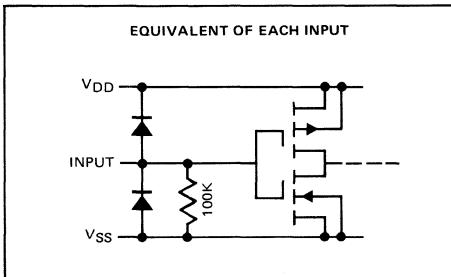 EQUIVALENT OF EACH INPUT
VDD
INPUT
100K
VSS